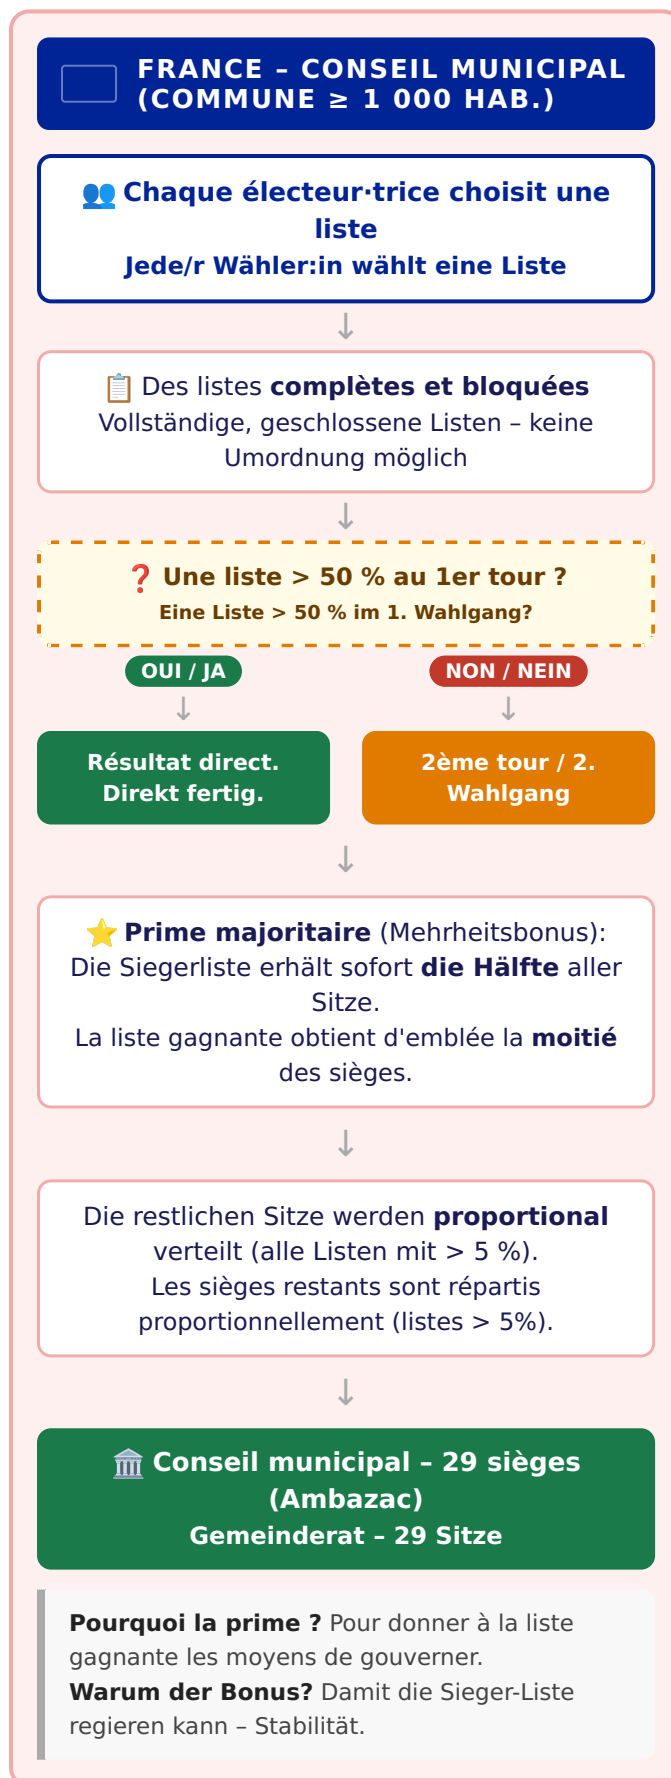 FRANCE – CONSEIL MUNICIPAL
(COMMUNE ≥ 1 000 HAB.)
👥 Chaque électeur·trice choisit une
liste
Jede/r Wähler:in wählt eine Liste
↓
📋 Des listes complètes et bloquées
Vollständige, geschlossene Listen – keine
Umordnung möglich
↓
❓ Une liste > 50 % au 1er tour ?
Eine Liste > 50 % im 1. Wahlgang?
OUI / JA
↓
Résultat direct.
Direkt fertig.
NON / NEIN
↓
2ème tour / 2.
Wahlgang
↓
⭐ Prime majoritaire (Mehrheitsbonus):
Die Siegerliste erhält sofort die Hälfte aller
Sitze.
La liste gagnante obtient d'emblée la moitié
des sièges.
↓
Die restlichen Sitze werden proportional
verteilt (alle Listen mit > 5 %).
Les sièges restants sont répartis
proportionnellement (listes > 5%).
↓
🏛️ Conseil municipal – 29 sièges
(Ambazac)
Gemeinderat – 29 Sitze
Pourquoi la prime ? Pour donner à la liste
gagnante les moyens de gouverner.
Warum der Bonus? Damit die Sieger-Liste
regieren kann – Stabilität.